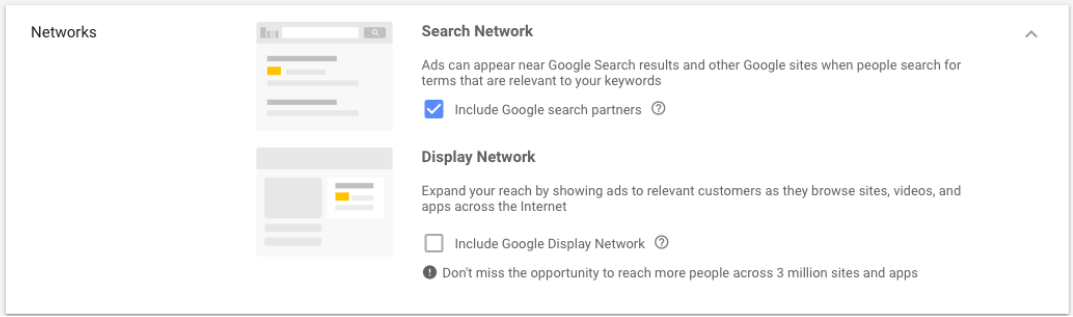 Networks
Search Network
Ads can appear near Google Search results and other Google sites when people search for
terms that are relevant to your keywords
Include Google search partners
Display Network
Expand your reach by showing ads to relevant customers as they browse sites, videos, and
apps across the Internet
Include Google Display Network
Don't miss the opportunity to reach more people across 3 million sites and apps